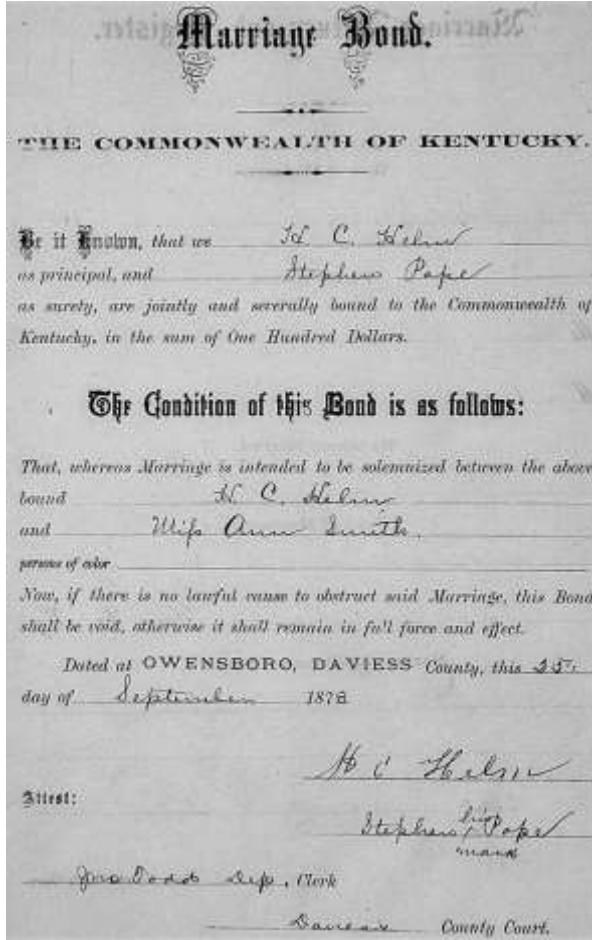 Marriage Bond.
THE COMMONWEALTH OF KENTUCKY.
Be it Known, that we H C. Helm
as principal, and Stephen Pope
as surety, are jointly and severally bound to the Commonwealth of
Kentucky, in the sum of One Hundred Dollars.
The Condition of this Bond is as follows:
That, whereas Marriage is intended to be solemnized between the above
bound H C. Helm
and Miss Ann Smith.
persons of color
Now, if there is no lawful cause to obstruct said Marriage, this Bond
shall be void, otherwise it shall remain in full force and effect.
Dated at OWENSBORO, DAVIESS County, this 25th
day of September 1878
H C Helm
Attest:
his
Stephen x Pope
mark
Todd Dep. Clerk
Daviess County Court.